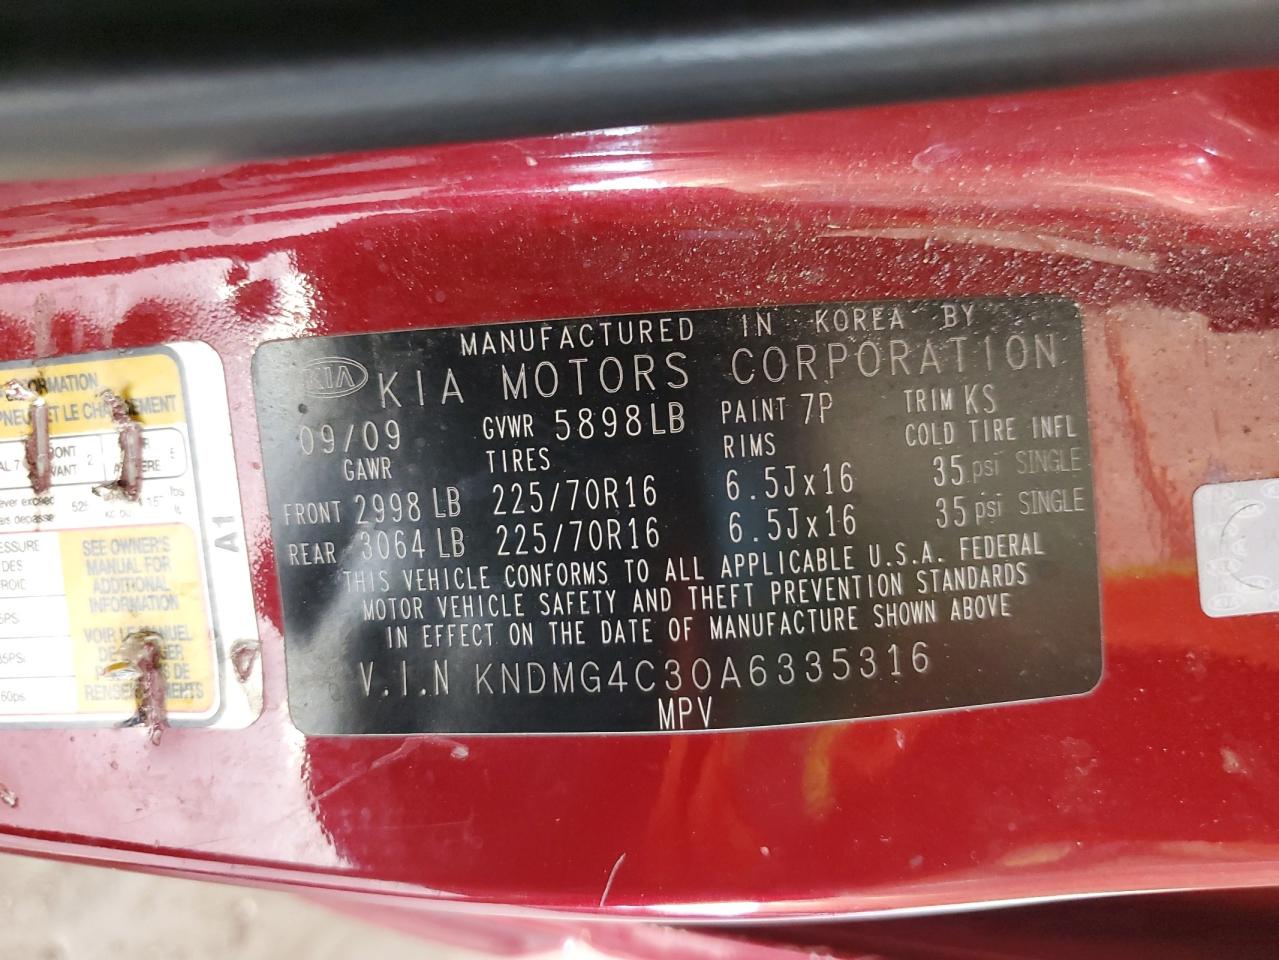 MANUFACTURED IN KOREA BY
KIA KIA MOTORS CORPORATION
09/09 GVWR 5898LB PAINT 7P TRIM KS
GAWR TIRES RIMS COLD TIRE INFL
FRONT 2998 LB 225/70R16 6.5Jx16 35 psi SINGLE
REAR 3064 LB 225/70R16 6.5Jx16 35 psi SINGLE
THIS VEHICLE CONFORMS TO ALL APPLICABLE U.S.A. FEDERAL
MOTOR VEHICLE SAFETY AND THEFT PREVENTION STANDARDS
IN EFFECT ON THE DATE OF MANUFACTURE SHOWN ABOVE
V.I.N KNDMG4C30A6335316
MPV
ET LE
A1
SEE OWNER'S
MANUAL FOR
ADDITIONAL
INFORMATION